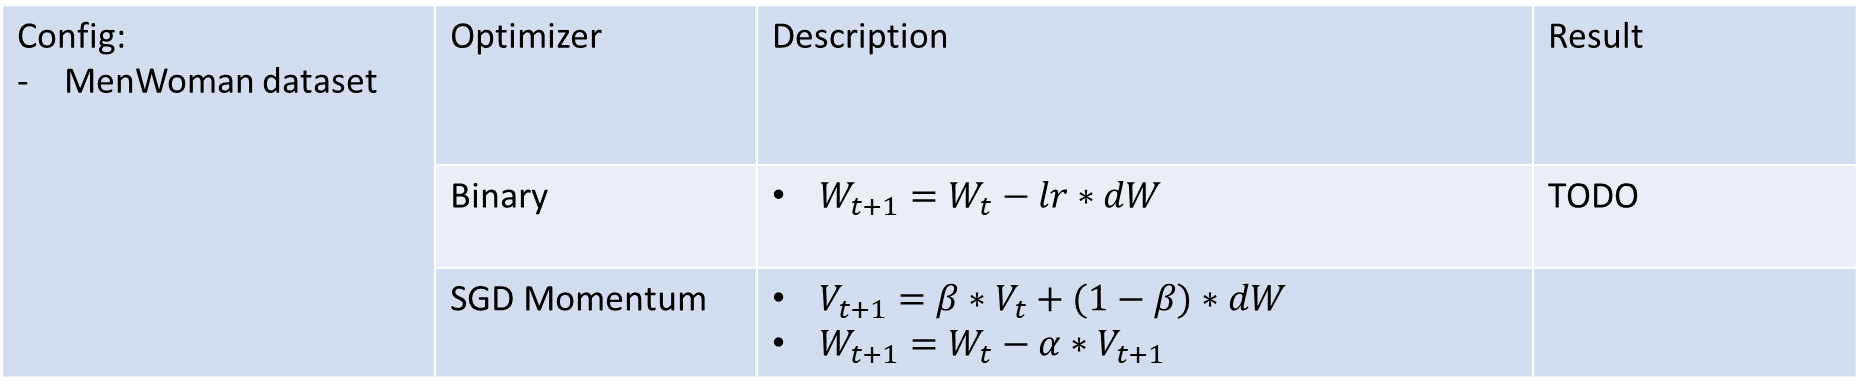 Config:
- MenWoman dataset
Optimizer
Description
Result
Binary
• W_{t+1} = W_t − lr ∗ dW
TODO
SGD Momentum
• V_{t+1} = β ∗ V_t + (1 − β) ∗ dW
• W_{t+1} = W_t − α ∗ V_{t+1}